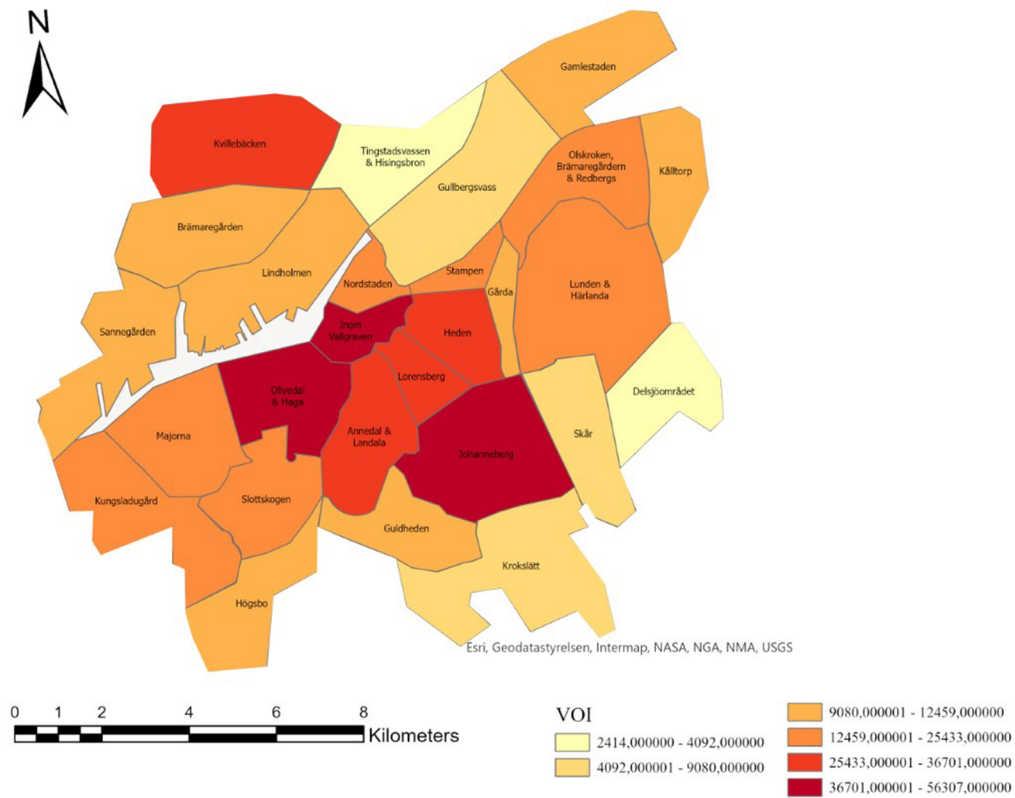 N
Gamlestaden
Kvillebäcken
Tingstadsvassen
& Hisingsbron
Olskroken,
Brämaregårdern
& Redbergs
Kålltorp
Gullbergsvass
Brämaregården
Lindholmen
Stampen
Nordstaden
Gårda
Lunden &
Härlanda
Sannegården
Inom
Vallgraven
Heden
Lorensberg
Olivedal
& Haga
Delsjöområdet
Majorna
Annedal &
Landala
Skår
Johanneberg
Kungsladugård
Slottskogen
Guldheden
Krokslätt
Högsbo
Esri, Geodatastyrelsen, Intermap, NASA, NGA, NMA, USGS
0 1 2 4 6 8
Kilometers
VOI
2414,000000 - 4092,000000
4092,000001 - 9080,000000
9080,000001 - 12459,000000
12459,000001 - 25433,000000
25433,000001 - 36701,000000
36701,000001 - 56307,000000